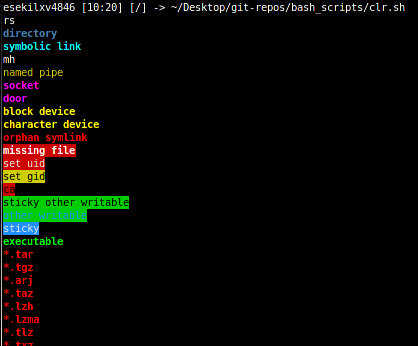 esekilxv4846 [10:20] [/] -> ~/Desktop/git-repos/bash_scripts/clr.sh
rs
directory
symbolic link
mh
named pipe
socket
door
block device
character device
orphan symlink
missing file
set uid
set gid
ca
sticky other writable
other writable
sticky
executable
*.tar
*.tgz
*.arj
*.taz
*.lzh
*.lzma
*.tlz
*.txz